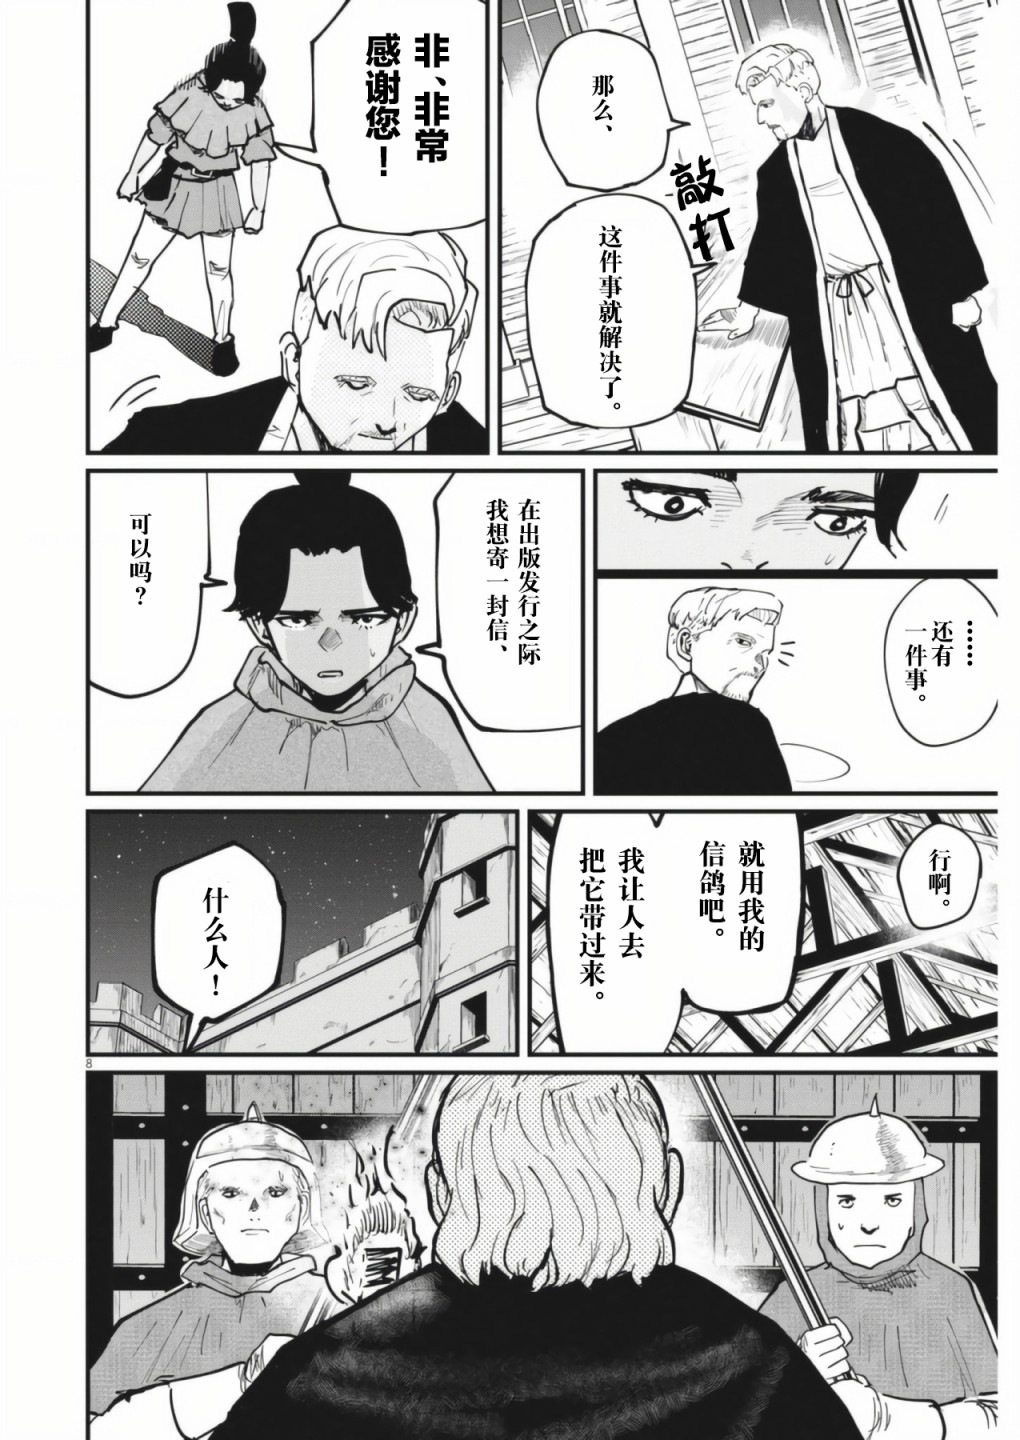 那么、
敲打
这件事就解决了。
非、非常
感谢您！
……
还有
一件事。
在出版发行之际
我想寄一封信、
可以吗？
行啊。
就用我的
信鸽吧。
我让人去
把它带过来。
什么人！
8